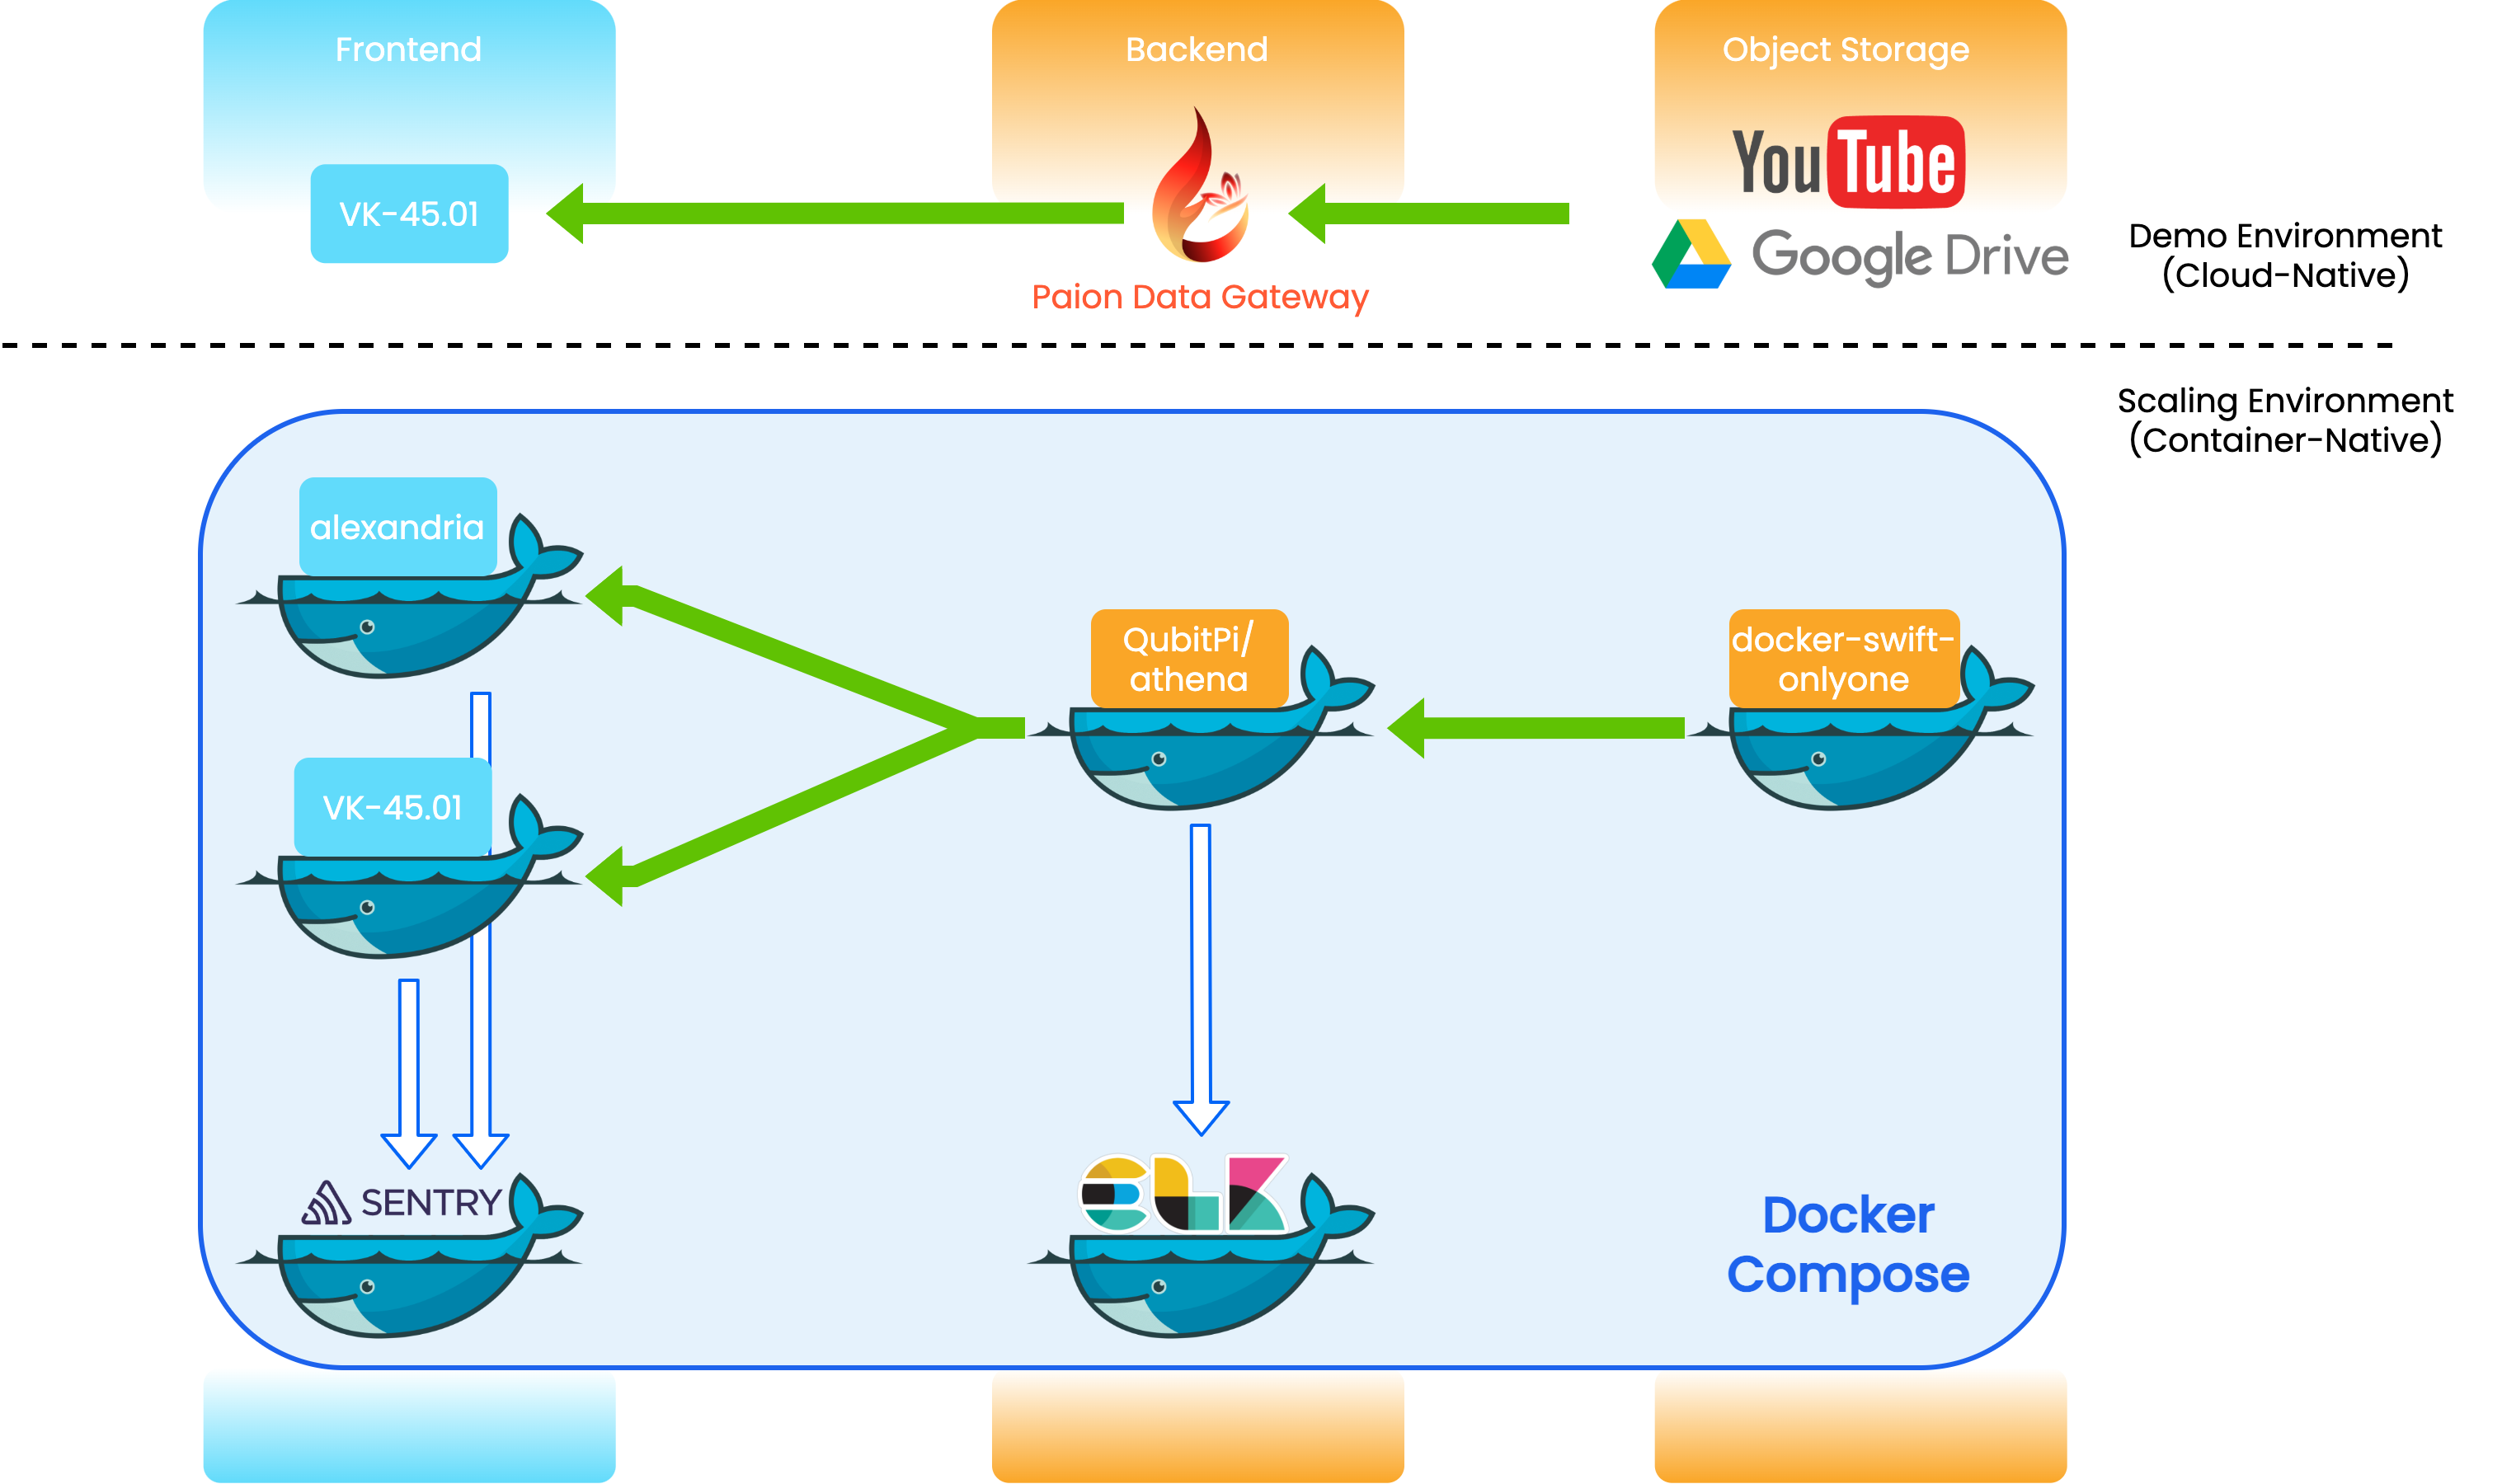 Frontend
Backend
Object Storage
YouTube
VK-45.01
Google Drive
Paion Data Gateway
Demo Environment
(Cloud-Native)
Scaling Environment
(Container-Native)
alexandria
QubitPi/
athena
docker-swift-
onlyone
VK-45.01
SENTRY
ELK
Docker
Compose